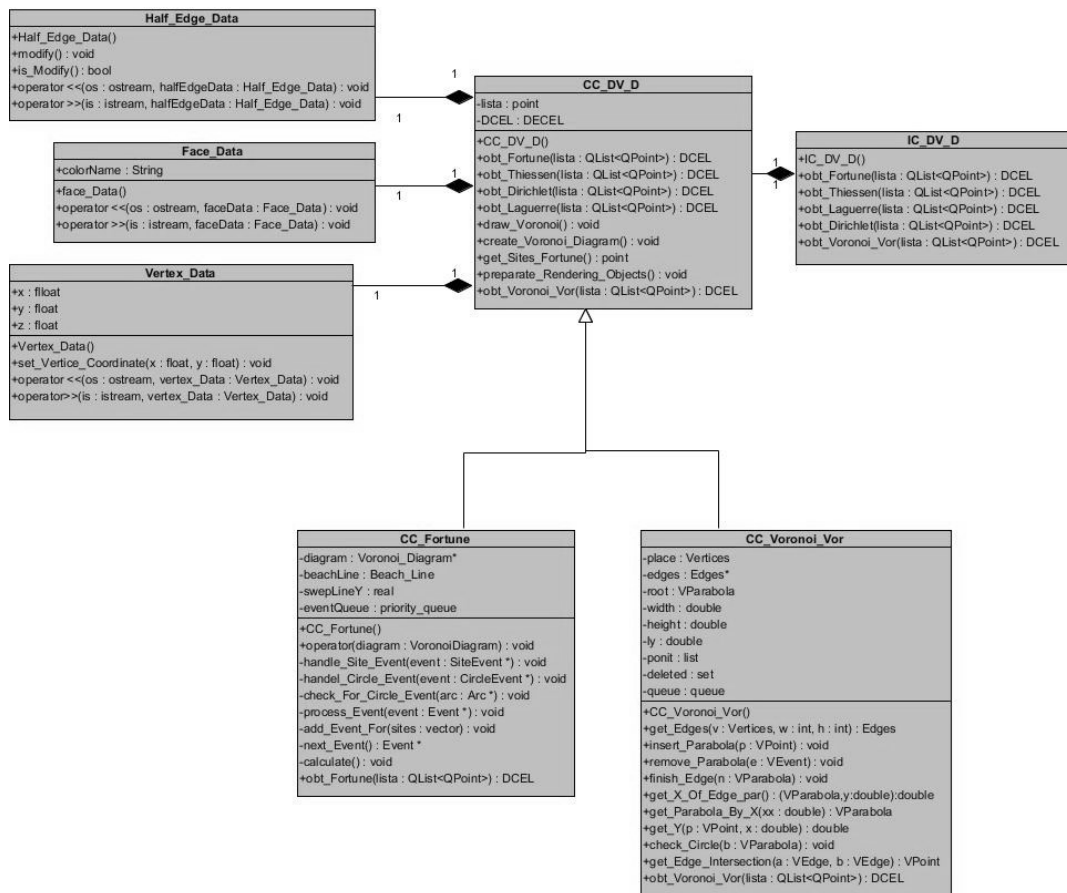 Half_Edge_Data
+Half_Edge_Data()
+modify() : void
+is_Modify() : bool
+operator <<(os : ostream, halfEdgeData : Half_Edge_Data) : void
+operator >>(is : istream, halfEdgeData : Half_Edge_Data) : void
1
1
Face_Data
+colorName : String
+face_Data()
+operator <<(os : ostream, faceData : Face_Data) : void
+operator >>(is : istream, faceData : Face_Data) : void
1
1
Vertex_Data
+x : flloat
+y : float
+z : float
+Vertex_Data()
+set_Vertice_Coordinate(x : float, y : float) : void
+operator <<(os : ostream, vertex_Data : Vertex_Data) : void
+operator>>(is : istream, vertex_Data : Vertex_Data) : void
1
1
CC_DV_D
-lista : point
-DCEL : DECEL
+CC_DV_D()
+obt_Fortune(lista : QList<QPoint>) : DCEL
+obt_Thiessen(lista : QList<QPoint>) : DCEL
+obt_Dirichlet(lista : QList<QPoint>) : DCEL
+obt_Laguerre(lista : QList<QPoint>) : DCEL
+draw_Voronoi() : void
+create_Voronoi_Diagram() : void
+get_Sites_Fortune() : point
+preparate_Rendering_Objects() : void
+obt_Voronoi_Vor(lista : QList<QPoint>) : DCEL
1
1
IC_DV_D
+IC_DV_D()
+obt_Fortune(lista : QList<QPoint>) : DCEL
+obt_Thiessen(lista : QList<QPoint>) : DCEL
+obt_Laguerre(lista : QList<QPoint>) : DCEL
+obt_Dirichlet(lista : QList<QPoint>) : DCEL
+obt_Voronoi_Vor(lista : QList<QPoint>) : DCEL
CC_Fortune
-diagram : Voronoi_Diagram*
-beachLine : Beach_Line
-swepLineY : real
-eventQueue : priority_queue
+CC_Fortune()
+operator(diagram : VoronoiDiagram) : void
-handle_Site_Event(event : SiteEvent *) : void
-handel_Circle_Event(event : CircleEvent *) : void
-check_For_Circle_Event(arc : Arc *) : void
-process_Event(event : Event *) : void
-add_Event_For(sites : vector) : void
-next_Event() : Event *
-calculate() : void
+obt_Fortune(lista : QList<QPoint>) : DCEL
CC_Voronoi_Vor
-place : Vertices
-edges : Edges*
-root : VParabola
-width : double
-height : double
-ly : double
-ponit : list
-deleted : set
-queue : queue
+CC_Voronoi_Vor()
+get_Edges(v : Vertices, w : int, h : int) : Edges
+insert_Parabola(p : VPoint) : void
+remove_Parabola(e : VEvent) : void
+finish_Edge(n : VParabola) : void
+get_X_Of_Edge_par() : (VParabola,y:double):double
+get_Parabola_By_X(xx : double) : VParabola
+get_Y(p : VPoint, x : double) : double
+check_Circle(b : VParabola) : void
+get_Edge_Intersection(a : VEdge, b : VEdge) : VPoint
+obt_Voronoi_Vor(lista : QList<QPoint>) : DCEL